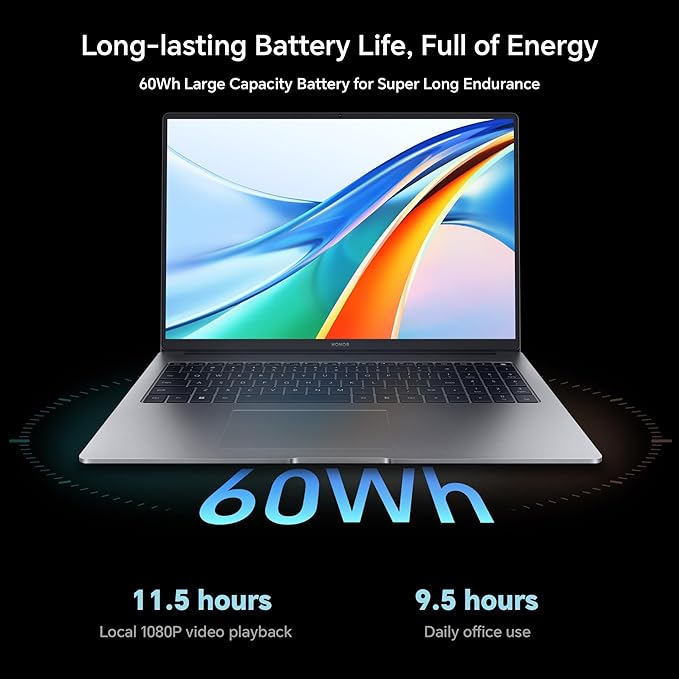 Long-lasting Battery Life, Full of Energy
60Wh Large Capacity Battery for Super Long Endurance
HONOR
60Wh
11.5 hours
9.5 hours
Local 1080P video playback
Daily office use